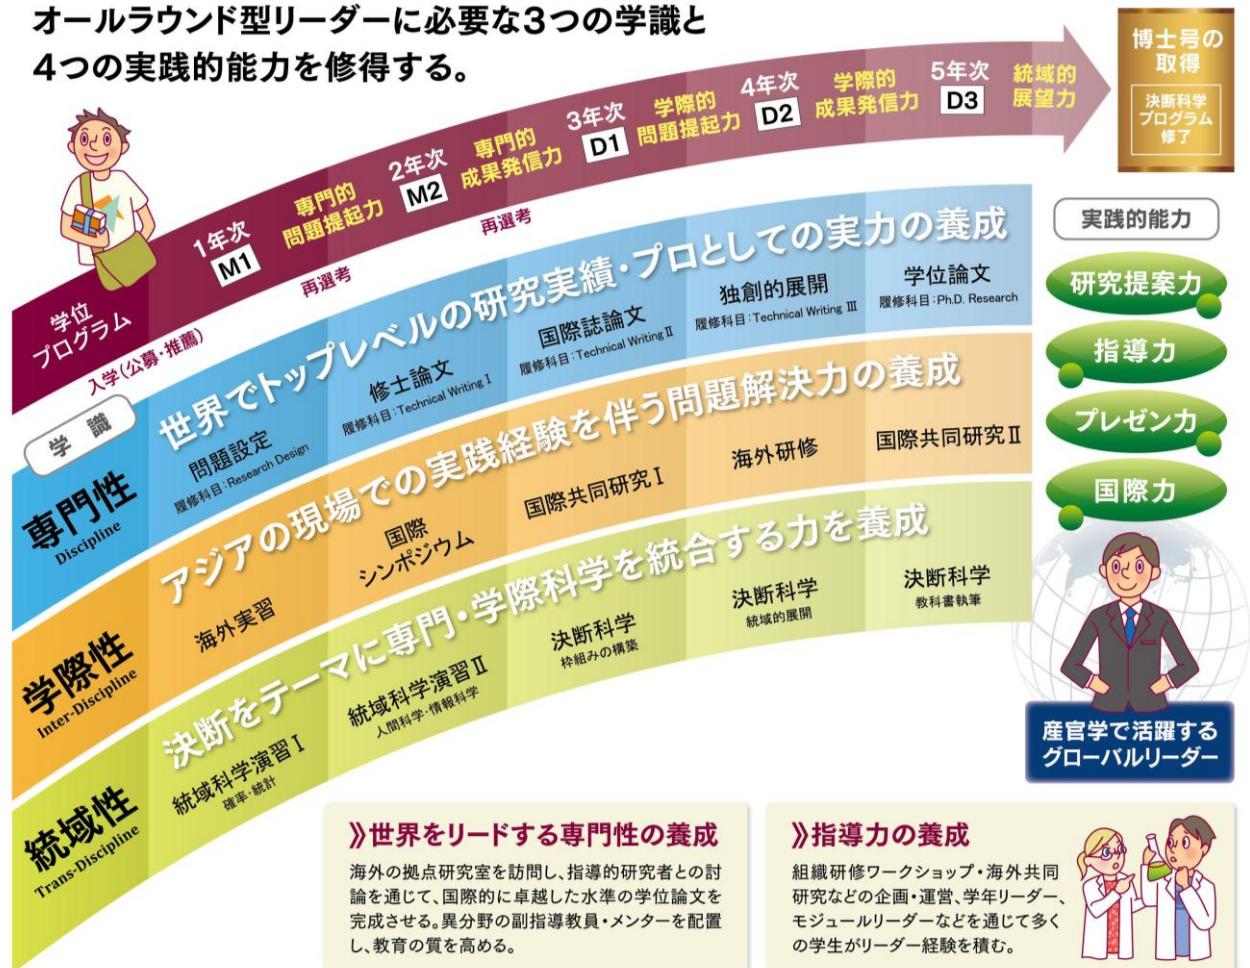 オールラウンド型リーダーに必要な3つの学識と
4つの実践的能力を修得する。
学位
プログラム
1年次
M1
専門的
問題提起力
2年次
M2
専門的
成果発信力
3年次
D1
学際的
問題提起力
4年次
D2
学際的
成果発信力
5年次
D3
統域的
展望力
博士号の
取得
決断科学
プログラム
修了
入学(公募・推薦)
再選考
再選考
学識
専門性
Discipline
世界でトップレベルの研究実績・プロとしての実力の養成
問題設定
履修科目:Research Design
修士論文
履修科目:Technical Writing Ⅰ
国際誌論文
履修科目:Technical Writing Ⅱ
独創的展開
履修科目:Technical Writing Ⅲ
学位論文
履修科目:Ph.D. Research
学際性
Inter-Discipline
アジアの現場での実践経験を伴う問題解決力の養成
海外実習
国際
シンポジウム
国際共同研究Ⅰ
海外研修
国際共同研究Ⅱ
統域性
Trans-Discipline
決断をテーマに専門・学際科学を統合する力を養成
統域科学演習Ⅰ
確率・統計
統域科学演習Ⅱ
人間科学・情報科学
決断科学
枠組みの構築
決断科学
統域的展開
決断科学
教科書執筆
実践的能力
研究提案力
指導力
プレゼン力
国際力
産官学で活躍する
グローバルリーダー
》世界をリードする専門性の養成
海外の拠点研究室を訪問し、指導的研究者との討
論を通じて、国際的に卓越した水準の学位論文を
完成させる。異分野の副指導教員・メンターを配置
し、教育の質を高める。
》指導力の養成
組織研修ワークショップ・海外共同
研究などの企画・運営、学年リーダー、
モジュールリーダーなどを通じて多く
の学生がリーダー経験を積む。